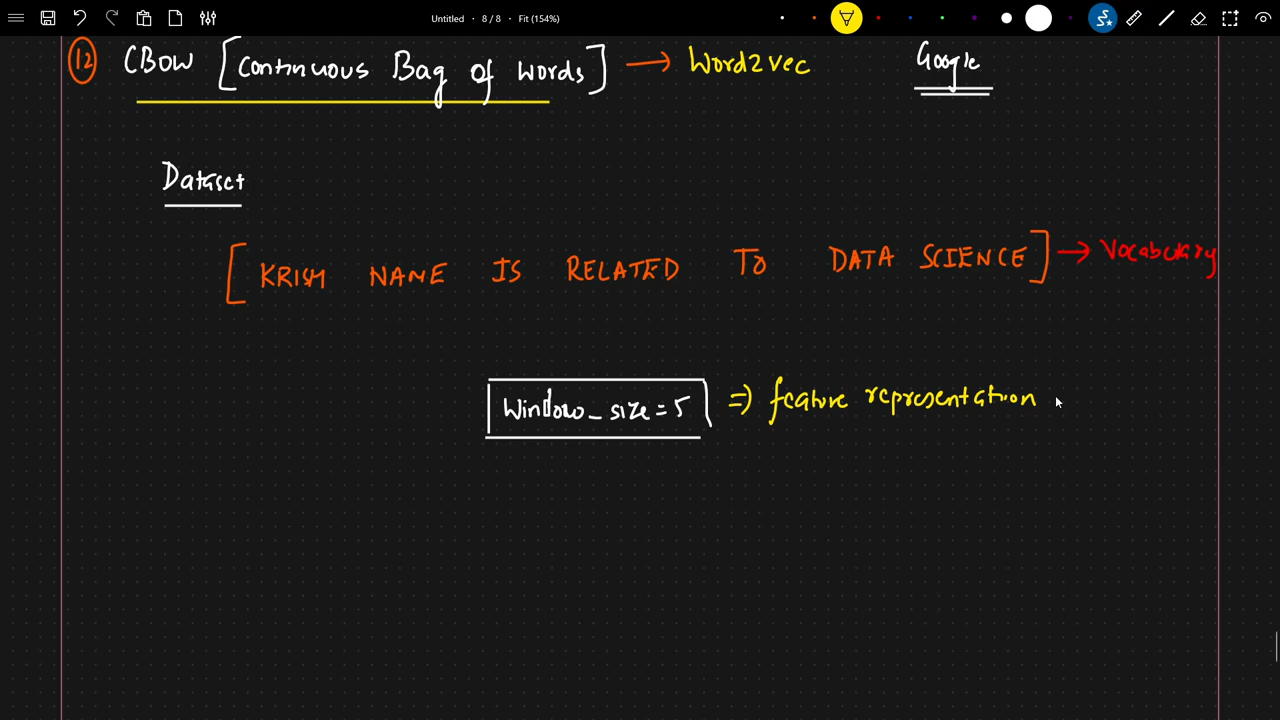 Untitled • 8 / 8 • Fit (154%)
12 CBOW [Continuous Bag of Words] → Word2vec Google
Dataset
[KRISH NAME IS RELATED TO DATA SCIENCE] → Vocabulary
Window_size = 5 ⇒ feature representation